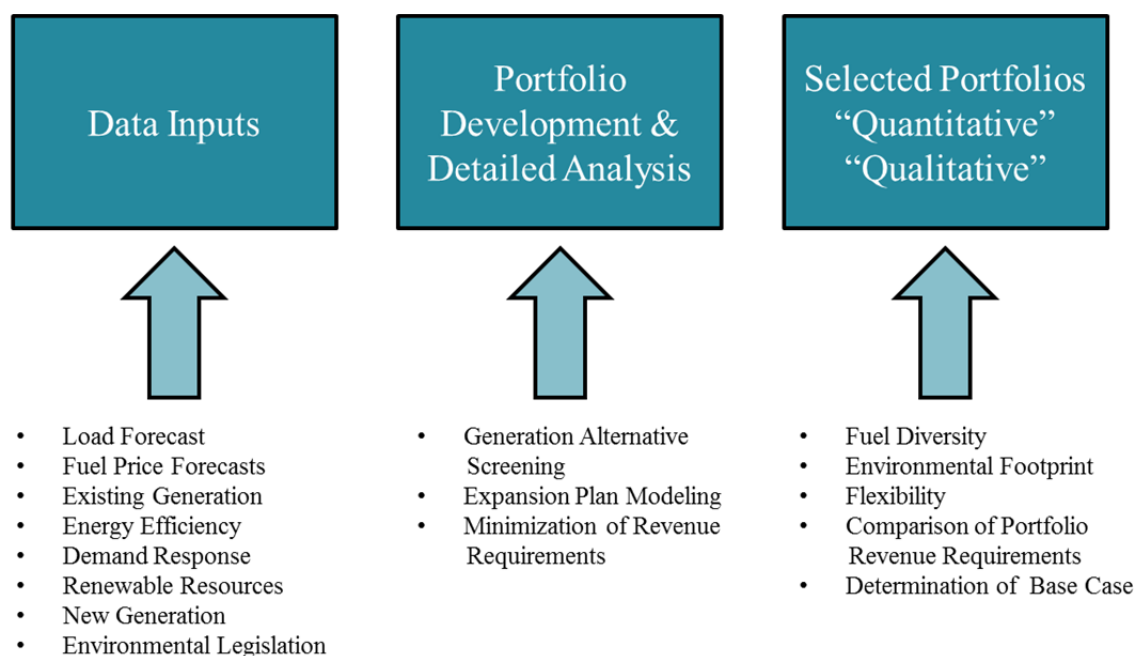 Data Inputs
Portfolio
Development &
Detailed Analysis
Selected Portfolios
“Quantitative”
“Qualitative”
• Load Forecast
• Fuel Price Forecasts
• Existing Generation
• Energy Efficiency
• Demand Response
• Renewable Resources
• New Generation
• Environmental Legislation
• Generation Alternative
Screening
• Expansion Plan Modeling
• Minimization of Revenue
Requirements
• Fuel Diversity
• Environmental Footprint
• Flexibility
• Comparison of Portfolio
Revenue Requirements
• Determination of Base Case